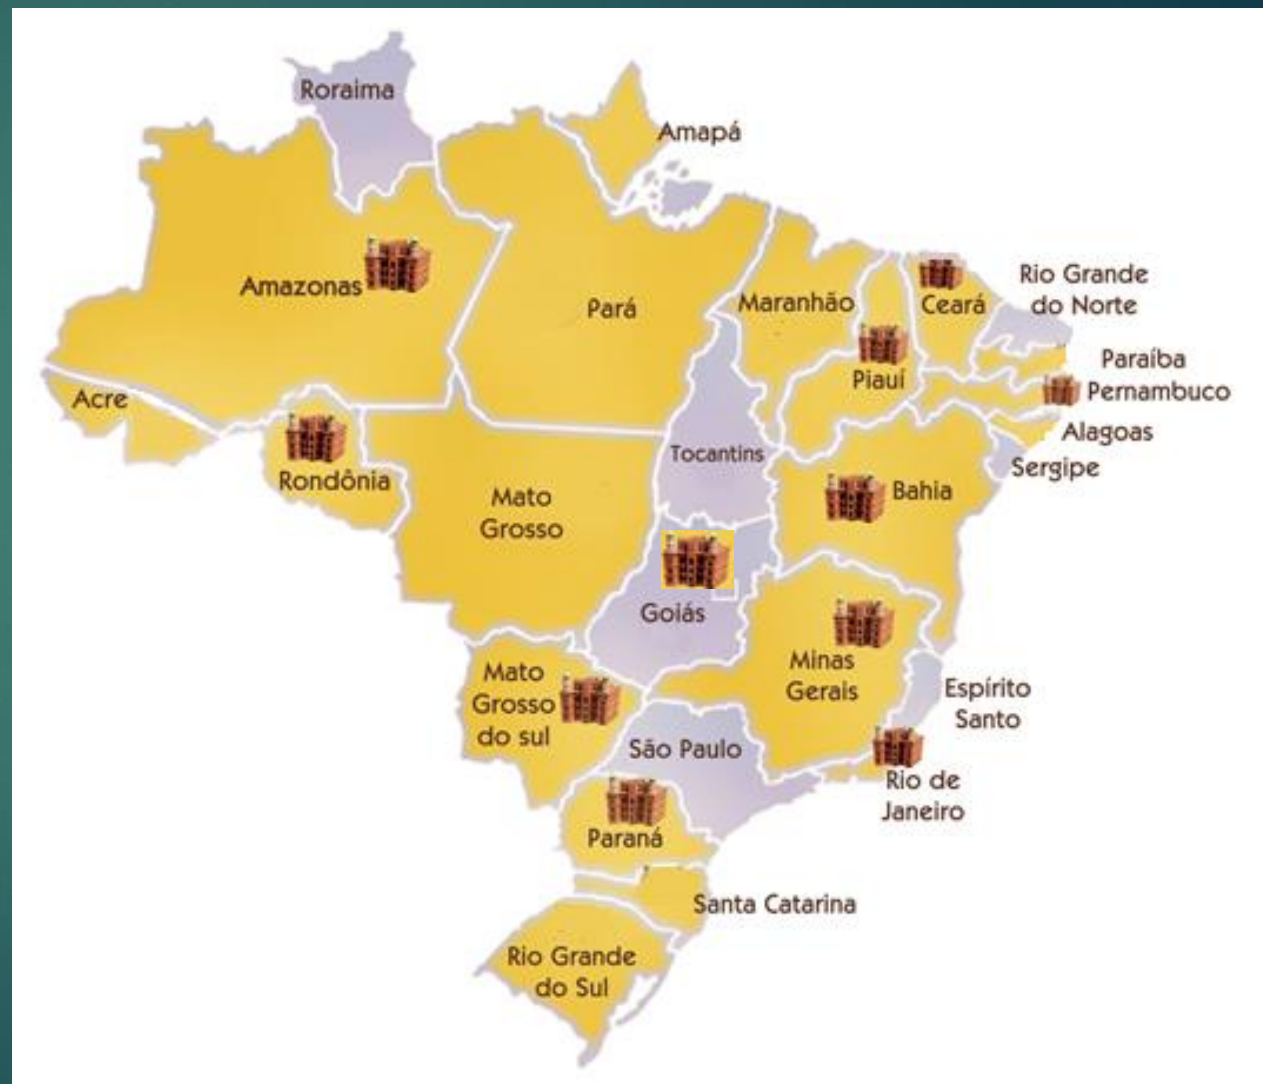 Roraima
Amapá
Amazonas
Pará
Maranhão
Ceará
Rio Grande
do Norte
Acre
Piauí
Paraíba
Pernambuco
Alagoas
Sergipe
Rondônia
Tocantins
Mato
Grosso
Bahia
Goiás
Mato
Grosso
do sul
Minas
Gerais
Espírito
Santo
São Paulo
Rio de
Janeiro
Paraná
Santa Catarina
Rio Grande
do Sul